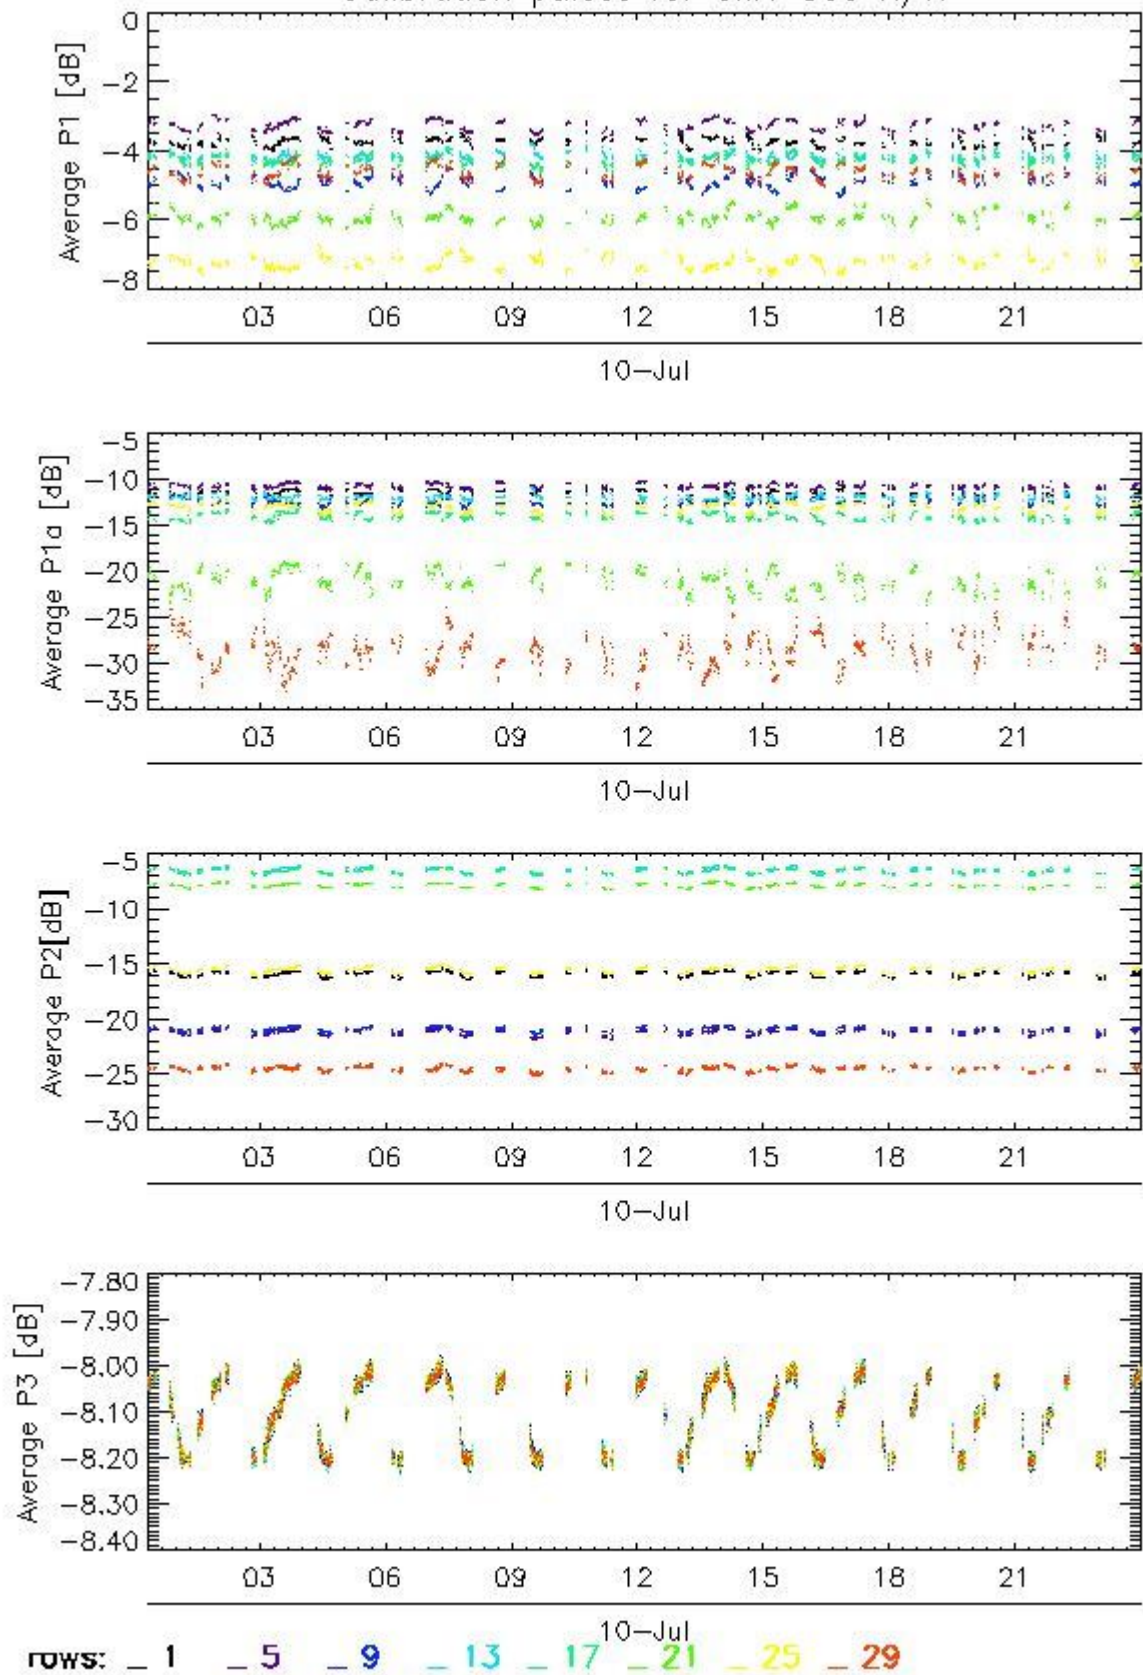 0
-2
-4
-6
-8
Average P1 [dB]
03 06 09 12 15 18 21
10-Jul
-5
-10
-15
-20
-25
-30
-35
Average P1a [dB]
03 06 09 12 15 18 21
10-Jul
-5
-10
-15
-20
-25
-30
Average P2[dB]
03 06 09 12 15 18 21
10-Jul
-7.80
-7.90
-8.00
-8.10
-8.20
-8.30
-8.40
Average P3 [dB]
03 06 09 12 15 18 21
10-Jul
rows: _ 1 _ 5 _ 9 _ 13 _ 17 _ 21 _ 25 _ 29